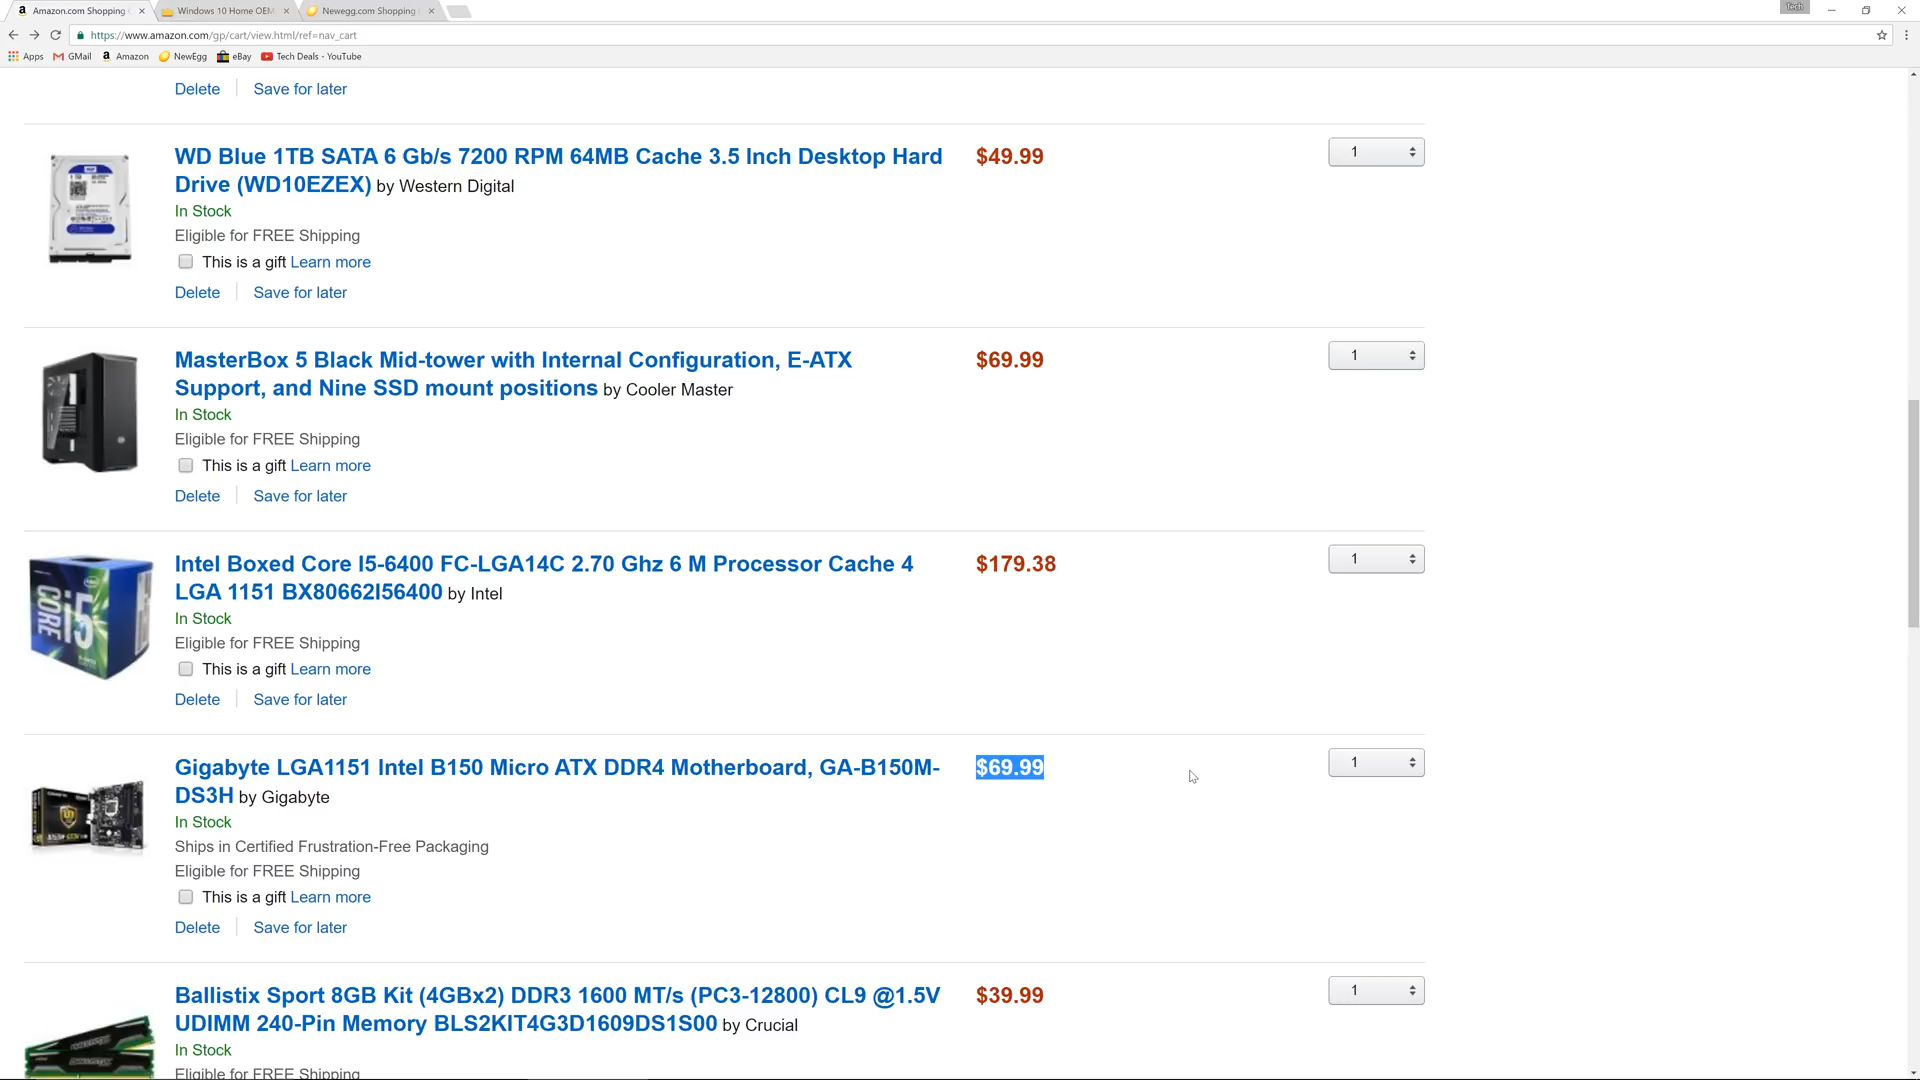 Amazon.com Shopping
Windows 10 Home OEM
Newegg.com Shopping
Tech
https://www.amazon.com/gp/cart/view.html/ref=nav_cart
Apps GMail Amazon NewEgg eBay Tech Deals - YouTube
Delete Save for later
WD Blue 1TB SATA 6 Gb/s 7200 RPM 64MB Cache 3.5 Inch Desktop Hard $49.99 1
Drive (WD10EZEX) by Western Digital
In Stock
Eligible for FREE Shipping
This is a gift Learn more
Delete Save for later
MasterBox 5 Black Mid-tower with Internal Configuration, E-ATX $69.99 1
Support, and Nine SSD mount positions by Cooler Master
In Stock
Eligible for FREE Shipping
This is a gift Learn more
Delete Save for later
Intel Boxed Core I5-6400 FC-LGA14C 2.70 Ghz 6 M Processor Cache 4 $179.38 1
LGA 1151 BX80662I56400 by Intel
In Stock
Eligible for FREE Shipping
This is a gift Learn more
Delete Save for later
CORE i5
Gigabyte LGA1151 Intel B150 Micro ATX DDR4 Motherboard, GA-B150M- $69.99 1
DS3H by Gigabyte
In Stock
Ships in Certified Frustration-Free Packaging
Eligible for FREE Shipping
This is a gift Learn more
Delete Save for later
Ballistix Sport 8GB Kit (4GBx2) DDR3 1600 MT/s (PC3-12800) CL9 @1.5V $39.99 1
UDIMM 240-Pin Memory BLS2KIT4G3D1609DS1S00 by Crucial
In Stock
Eligible for FREE Shipping